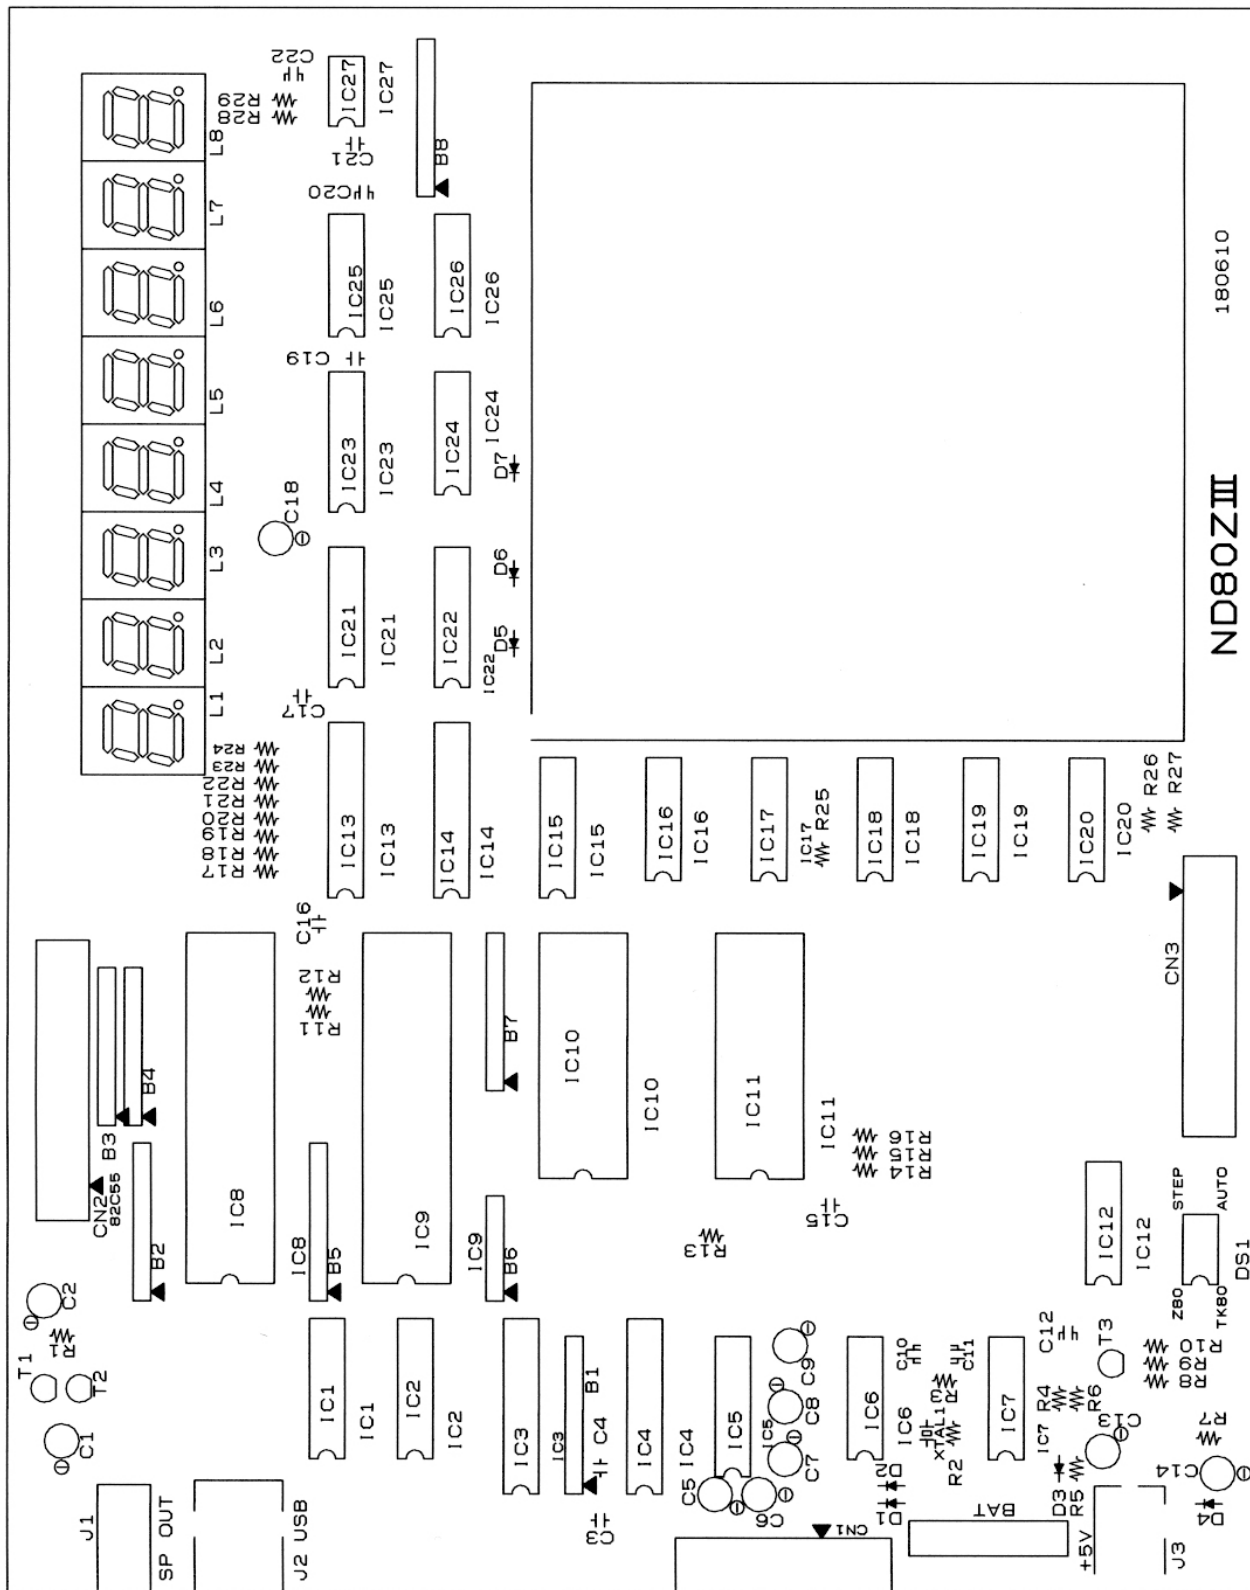 C22
R29
R28
IC27
IC27
C21
C20
B8
L8
L7
L6
L5
L4
L3
L2
L1
IC25
IC25
IC26
IC26
C19
IC23
IC23
IC24
IC24
D7
C18
D6
IC21
IC21
IC22
IC22
D5
C17
180610
ND80ZIII
R24
R23
R22
R21
R20
R19
R18
R17
IC13
IC13
IC14
IC14
IC15
IC15
IC16
IC16
IC17
IC17
R25
IC18
IC18
IC19
IC19
IC20
IC20
R26
R27
C16
R12
R11
CN3
B3
B4
CN2
82C55
B2
IC8
IC8
B5
IC9
IC9
B6
B7
IC10
IC10
IC11
IC11
R16
R15
R14
C15
R13
IC12
IC12
STEP
AUTO
Z80
TK80
DS1
C2
R1
T1
T2
C1
IC1
IC1
IC2
IC2
IC3
IC3
B1
C4
C3
IC4
IC4
IC5
IC5
C9
C8
C7
C5
C6
IC6
IC6
C10
C11
R3
XTAL1
R2
D2
D1
IC7
IC7
C12
T3
R10
R9
R8
R4
R6
C13
R7
C14
D3
R5
D4
J1
SP OUT
J2 USB
CN1
BAT
+5V
J3